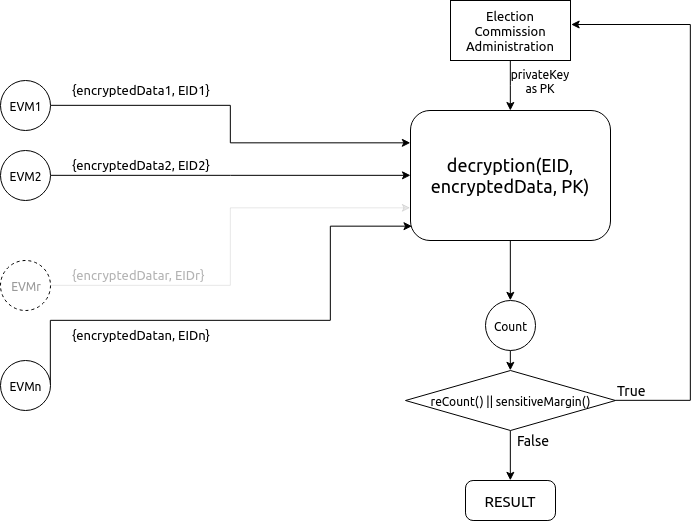 Election
Commission
Administration
privateKey
as PK
{encryptedData1, EID1}
EVM1
{encryptedData2, EID2}
EVM2
decryption(EID,
encryptedData, PK)
{encryptedDatar, EIDr}
EVMr
{encryptedDatan, EIDn}
EVMn
Count
reCount() || sensitiveMargin()
True
False
RESULT